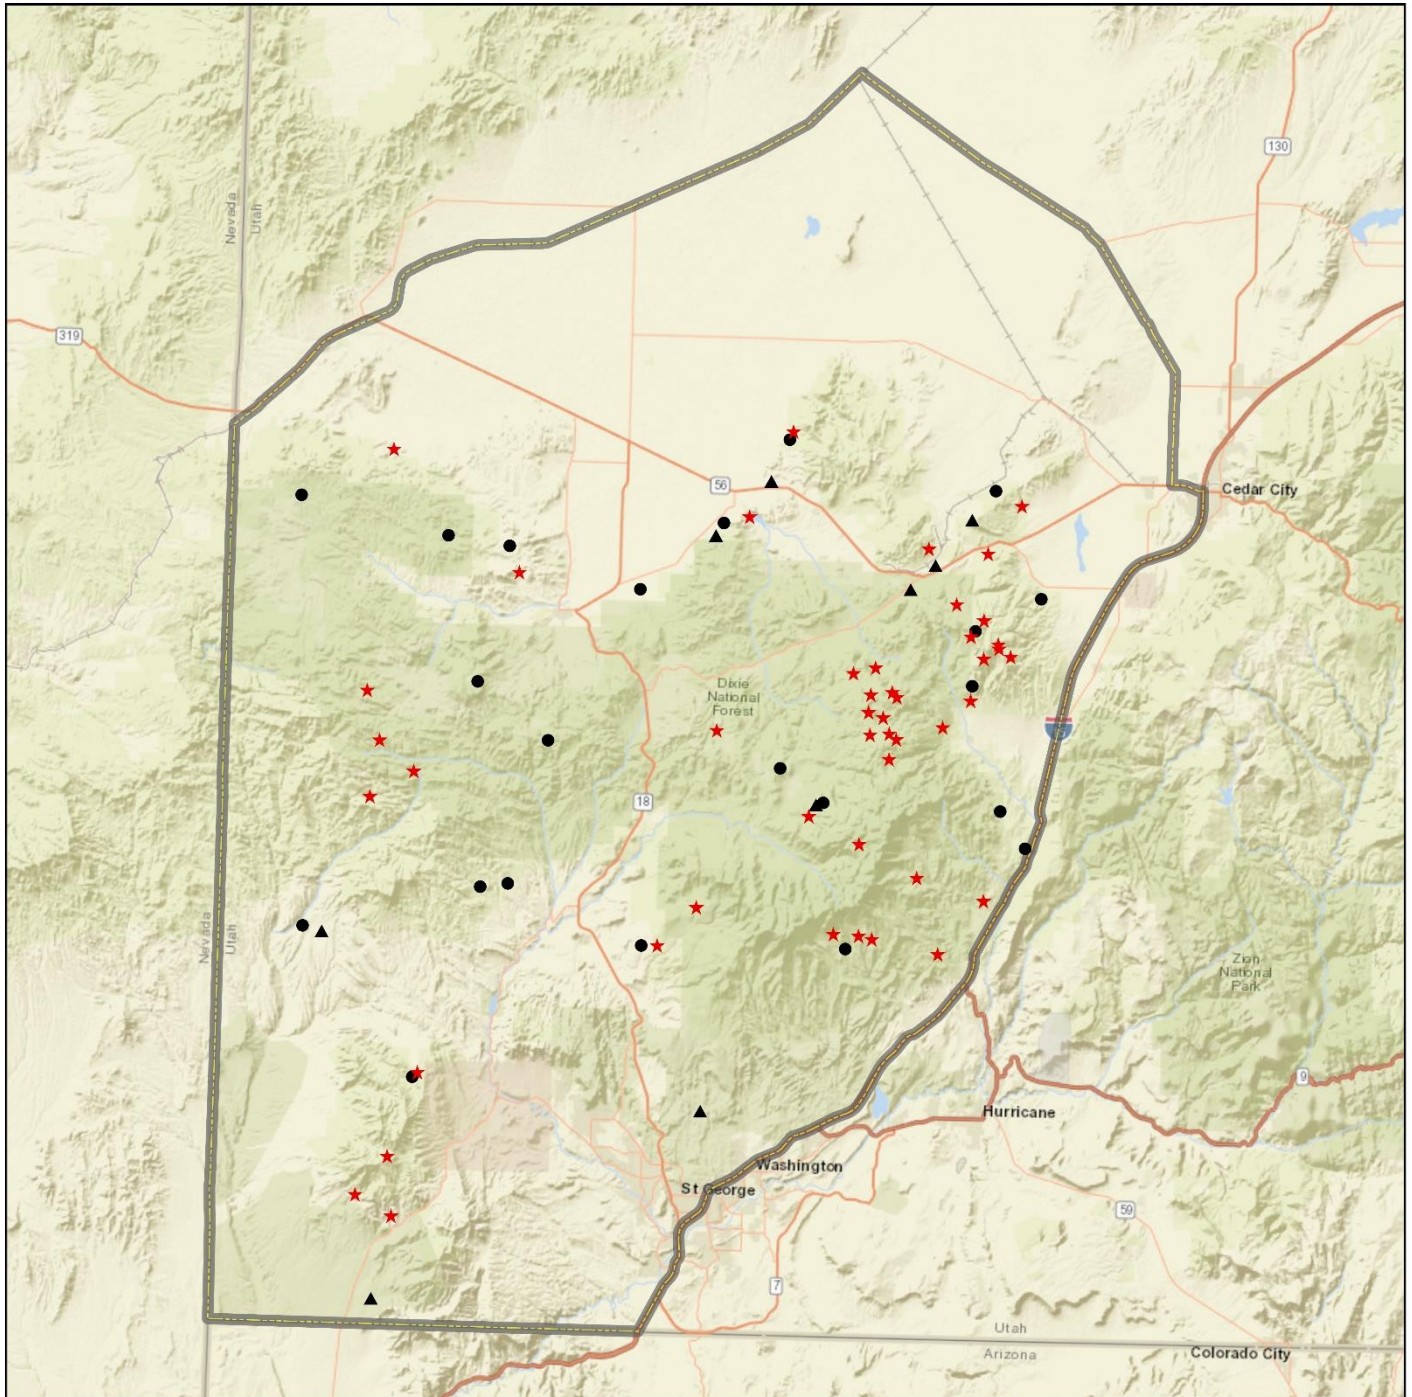 130
Nevada
Utah
319
56
Cedar City
Dixie
National
Forest
18
Nevada
Utah
Zion
National
Park
9
Hurricane
Washington
St George
59
7
Utah
Arizona
Colorado City